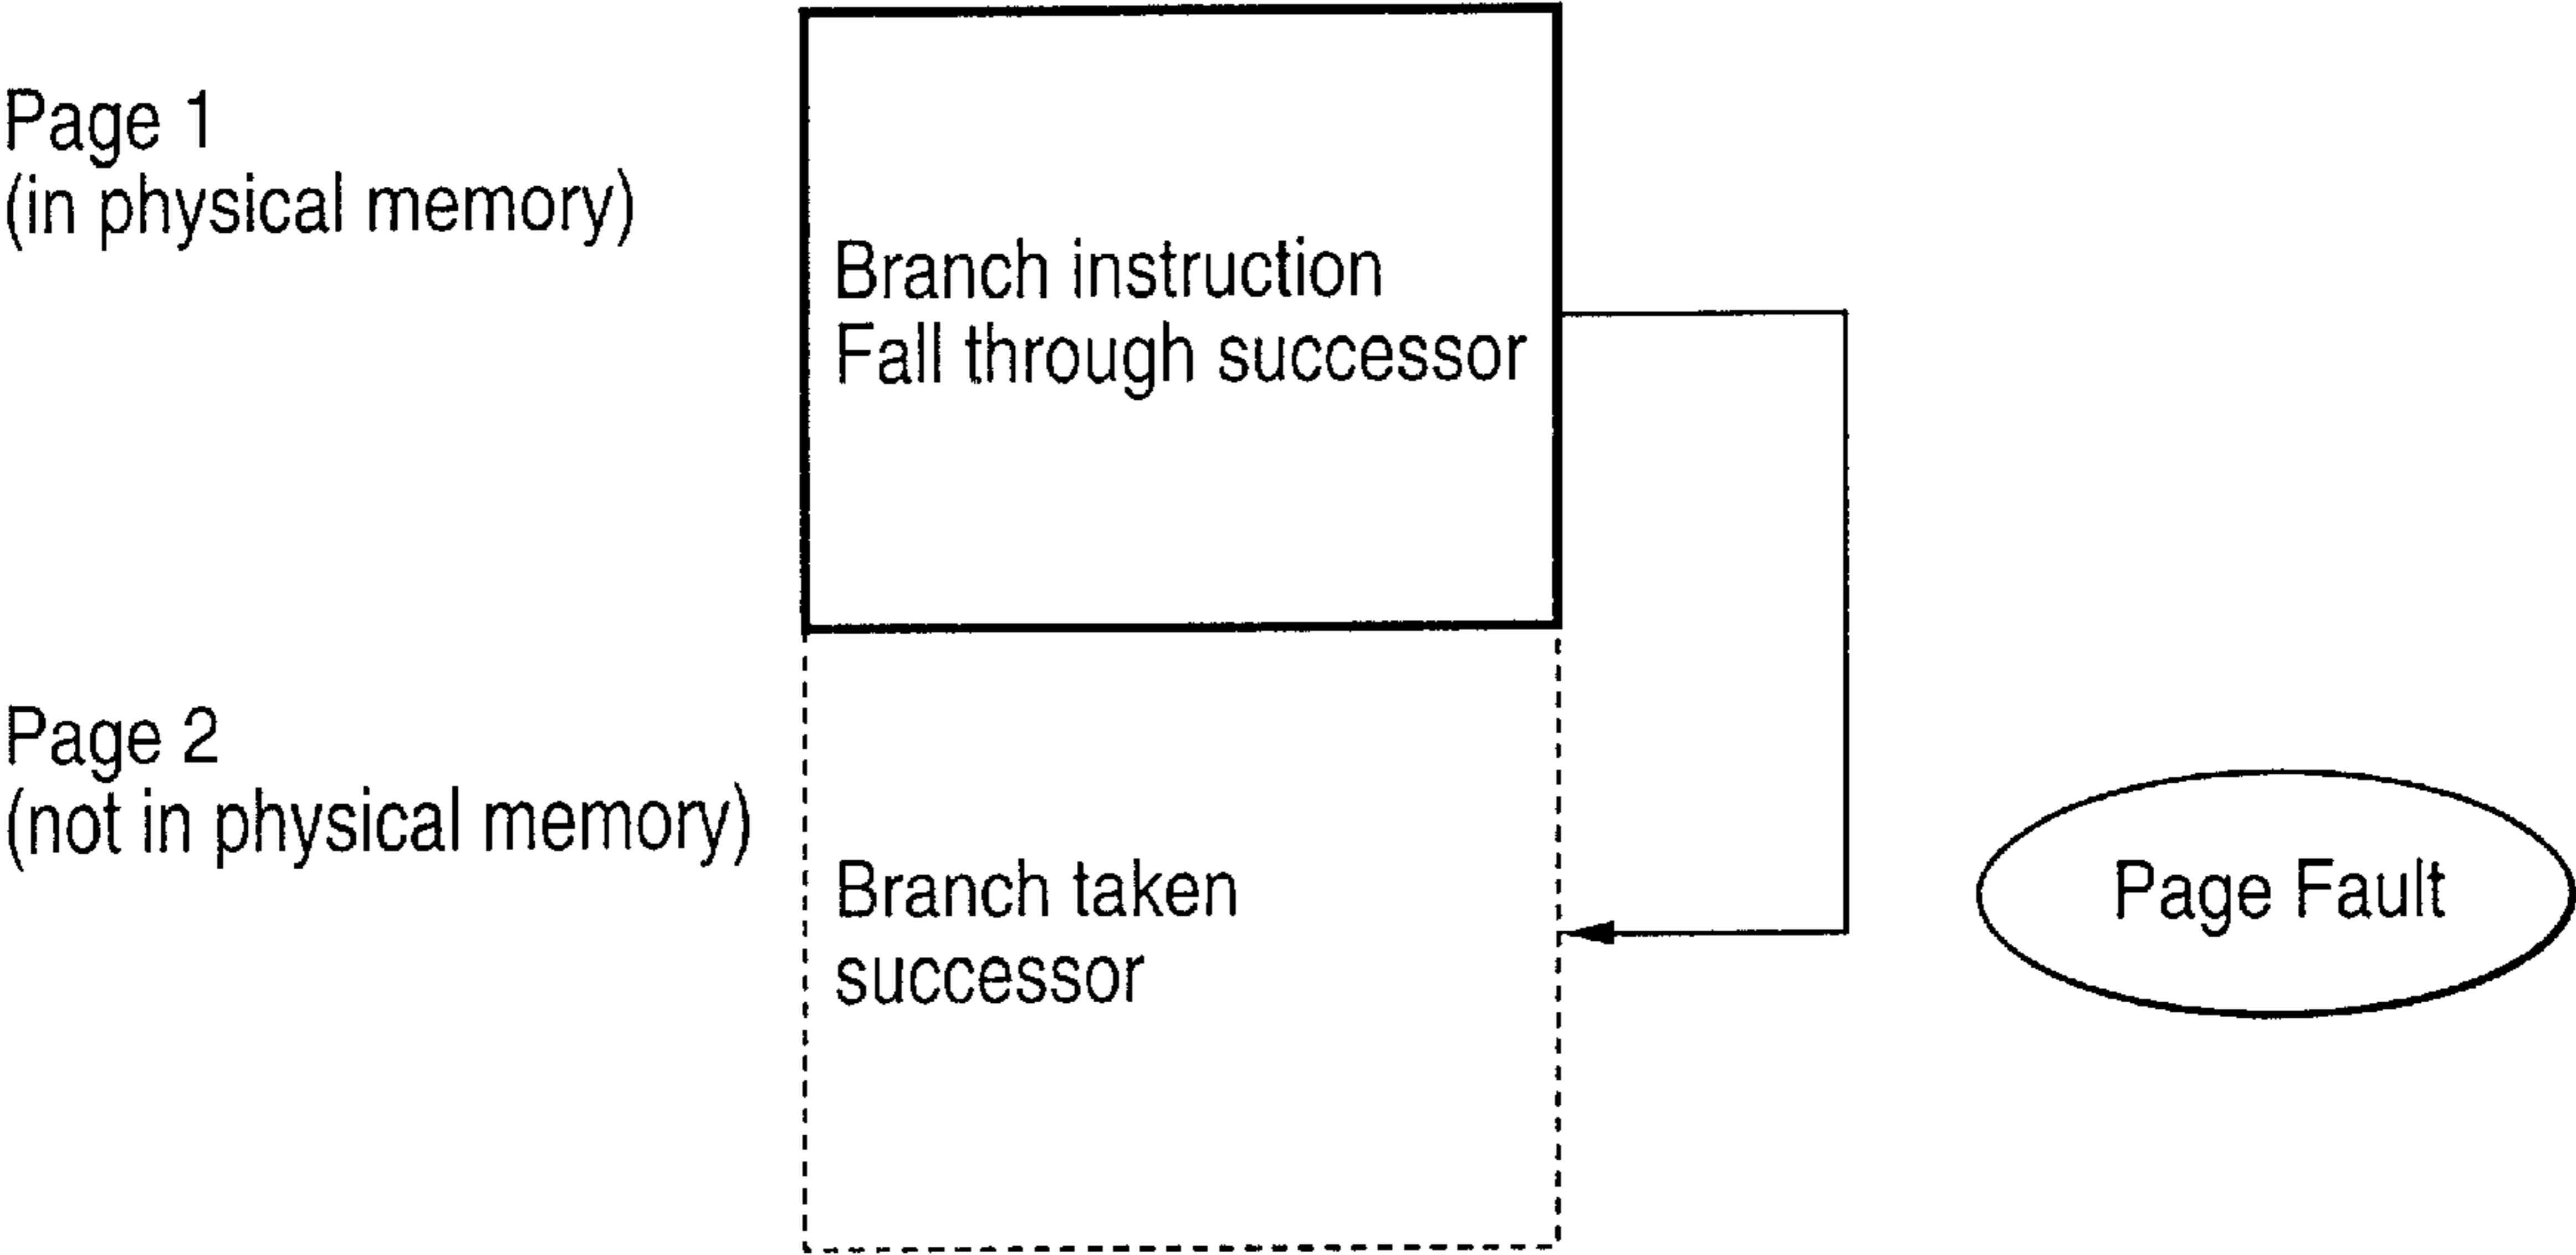 Page 1
(in physical memory)
Branch instruction
Fall through successor
Page 2
(not in physical memory)
Branch taken
successor
Page Fault